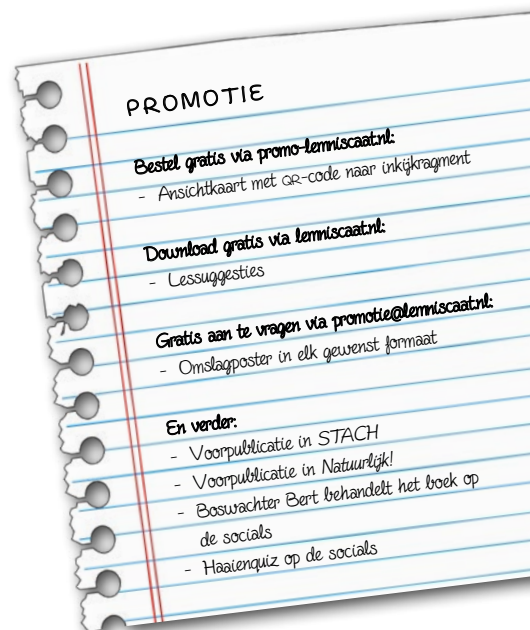 PROMOTIE
Bestel gratis via promo-lemniscaat.nl:
- Ansichtkaart met QR-code naar inkijkfragment
Download gratis via lemniscaat.nl:
- Lessuggesties
Gratis aan te vragen via promotie@lemniscaat.nl:
- Omslagposter in elk gewenst formaat
En verder:
- Voorpublicatie in STACH
- Voorpublicatie in Natuurlijk!
- Boswachter Bert behandelt het boek op
de socials
- Haaienquiz op de socials